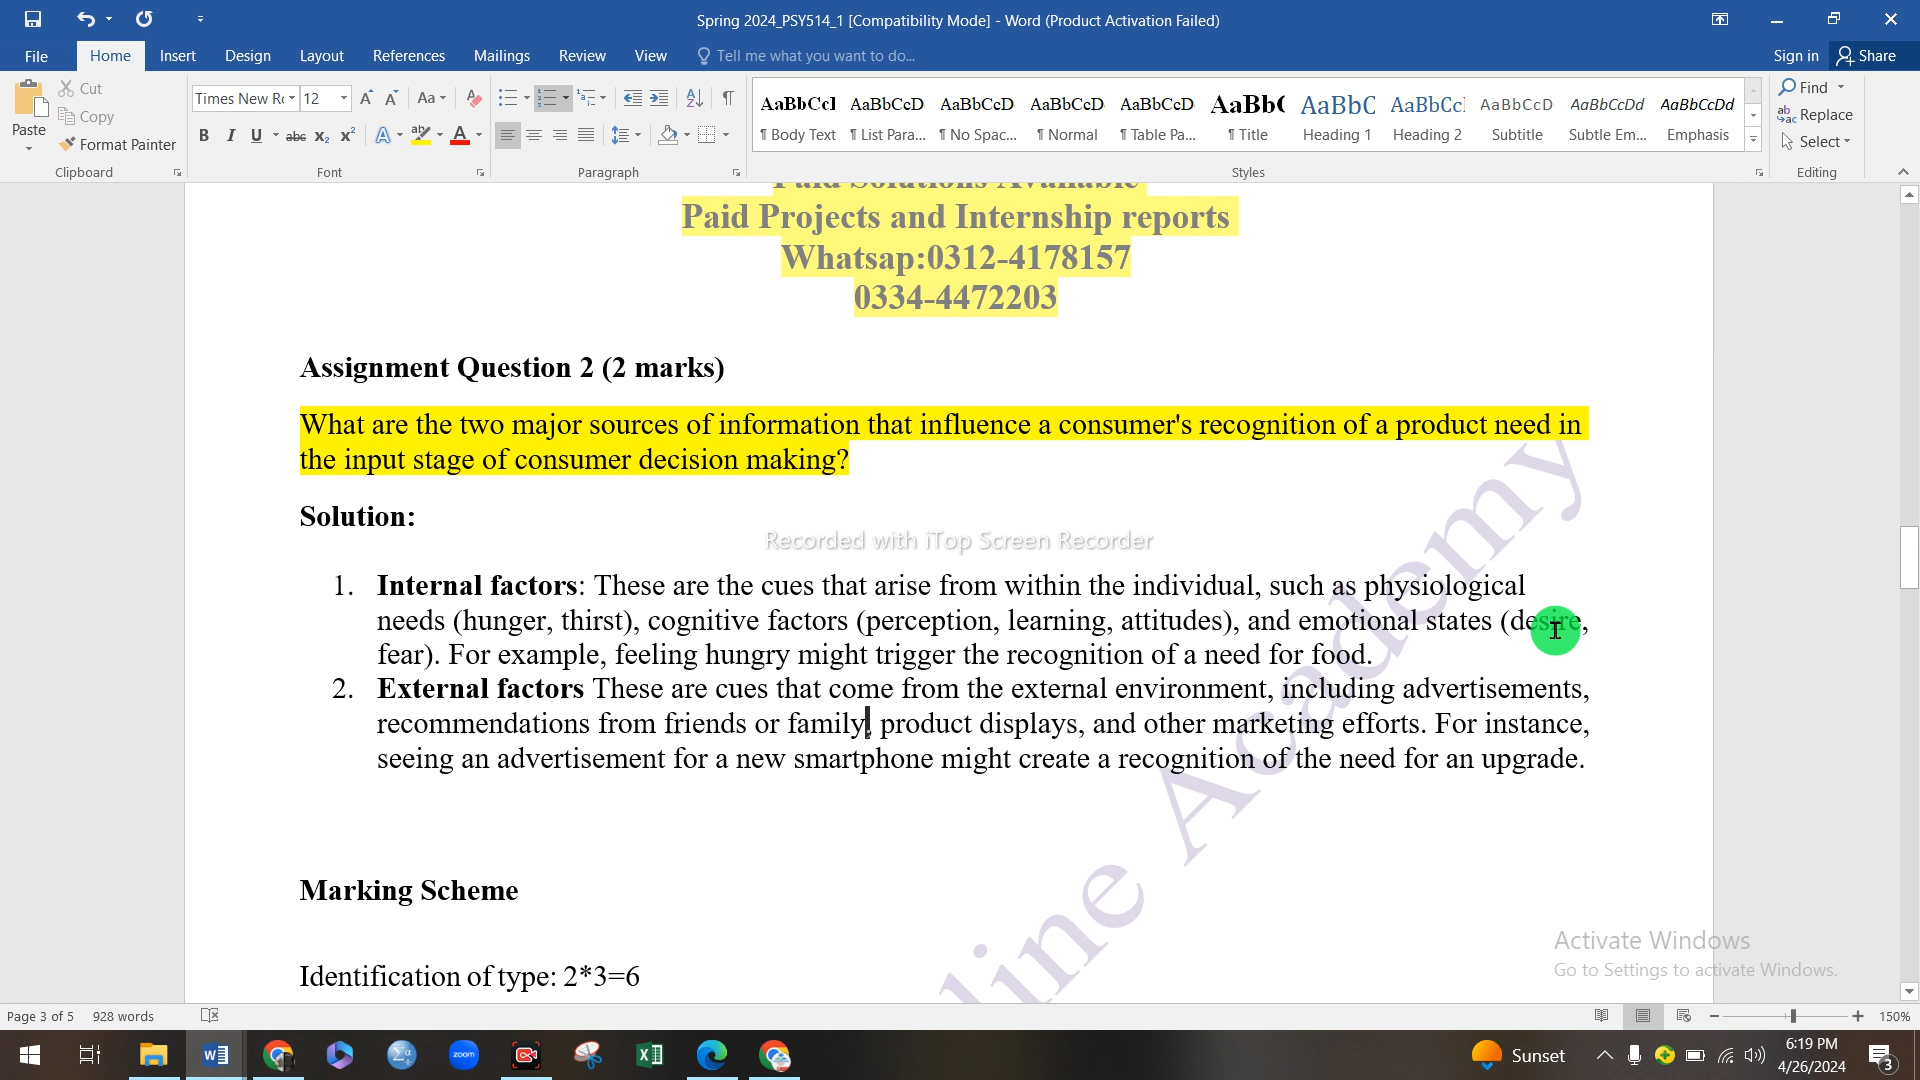 Spring 2024_PSY514_1 [Compatibility Mode] - Word (Product Activation Failed)
File Home Insert Design Layout References Mailings Review View Tell me what you want to do... Sign in Share
Paste Cut Copy Format Painter Clipboard
Times New Ro 12 Aa Font
Paragraph
AaBbCcI AaBbCcD AaBbCcD AaBbCcD AaBbCcD AaBb( AaBbC AaBbCc AaBbCcD AaBbCcDd AaBbCcDd
¶ Body Text ¶ List Para... ¶ No Spac... ¶ Normal ¶ Table Pa... ¶ Title Heading 1 Heading 2 Subtitle Subtle Em... Emphasis
Styles
Find
Replace
Select
Editing
Paid Solutions Available
Paid Projects and Internship reports
Whatsap:0312-4178157
0334-4472203
Assignment Question 2 (2 marks)
What are the two major sources of information that influence a consumer's recognition of a product need in
the input stage of consumer decision making?
Solution:
Recorded with iTop Screen Recorder
1. Internal factors: These are the cues that arise from within the individual, such as physiological
needs (hunger, thirst), cognitive factors (perception, learning, attitudes), and emotional states (desire,
fear). For example, feeling hungry might trigger the recognition of a need for food.
2. External factors These are cues that come from the external environment, including advertisements,
recommendations from friends or family, product displays, and other marketing efforts. For instance,
seeing an advertisement for a new smartphone might create a recognition of the need for an upgrade.
Marking Scheme
Identification of type: 2*3=6
line Academy
Activate Windows
Go to Settings to activate Windows.
Page 3 of 5 928 words 150%
zoom
Sunset
6:19 PM
4/26/2024
3